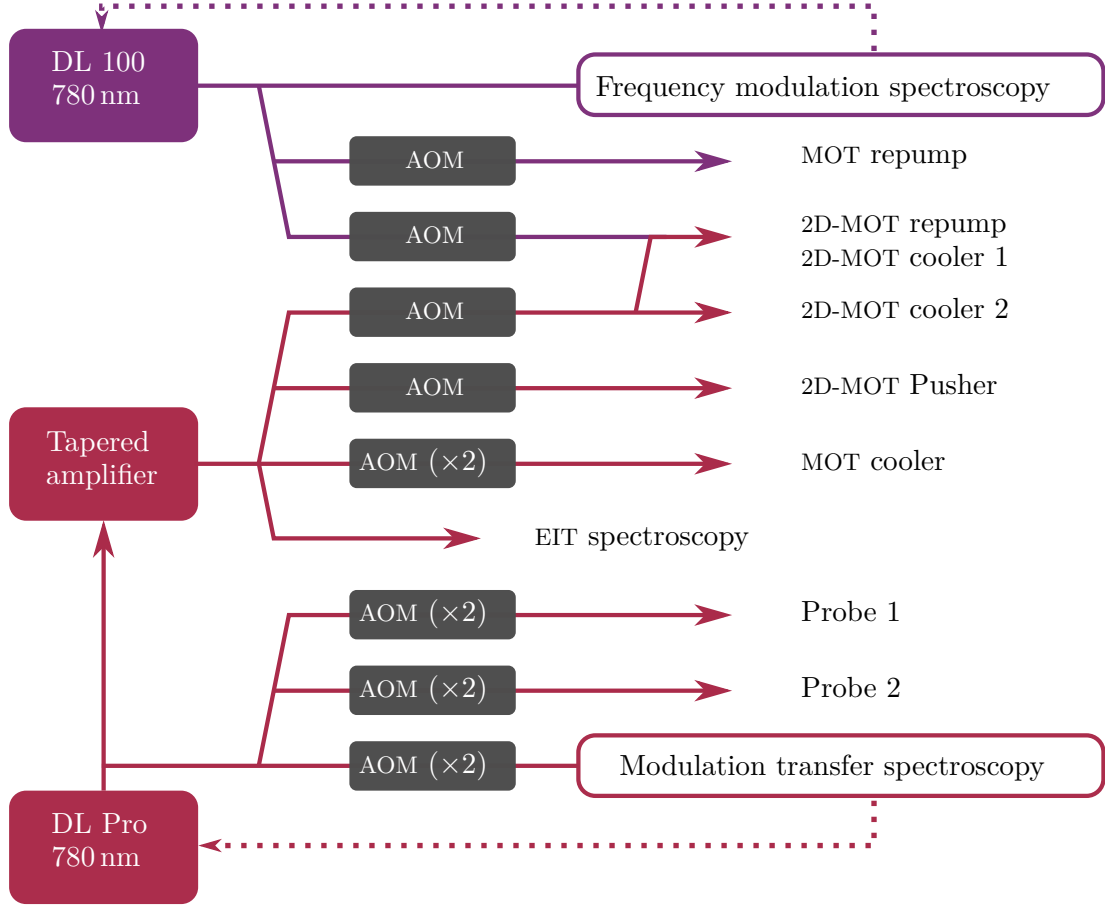 DL 100
780 nm
Frequency modulation spectroscopy
AOM
MOT repump
AOM
2D-MOT repump
2D-MOT cooler 1
AOM
2D-MOT cooler 2
AOM
2D-MOT Pusher
Tapered
amplifier
AOM (×2)
MOT cooler
EIT spectroscopy
AOM (×2)
Probe 1
AOM (×2)
Probe 2
AOM (×2)
Modulation transfer spectroscopy
DL Pro
780 nm